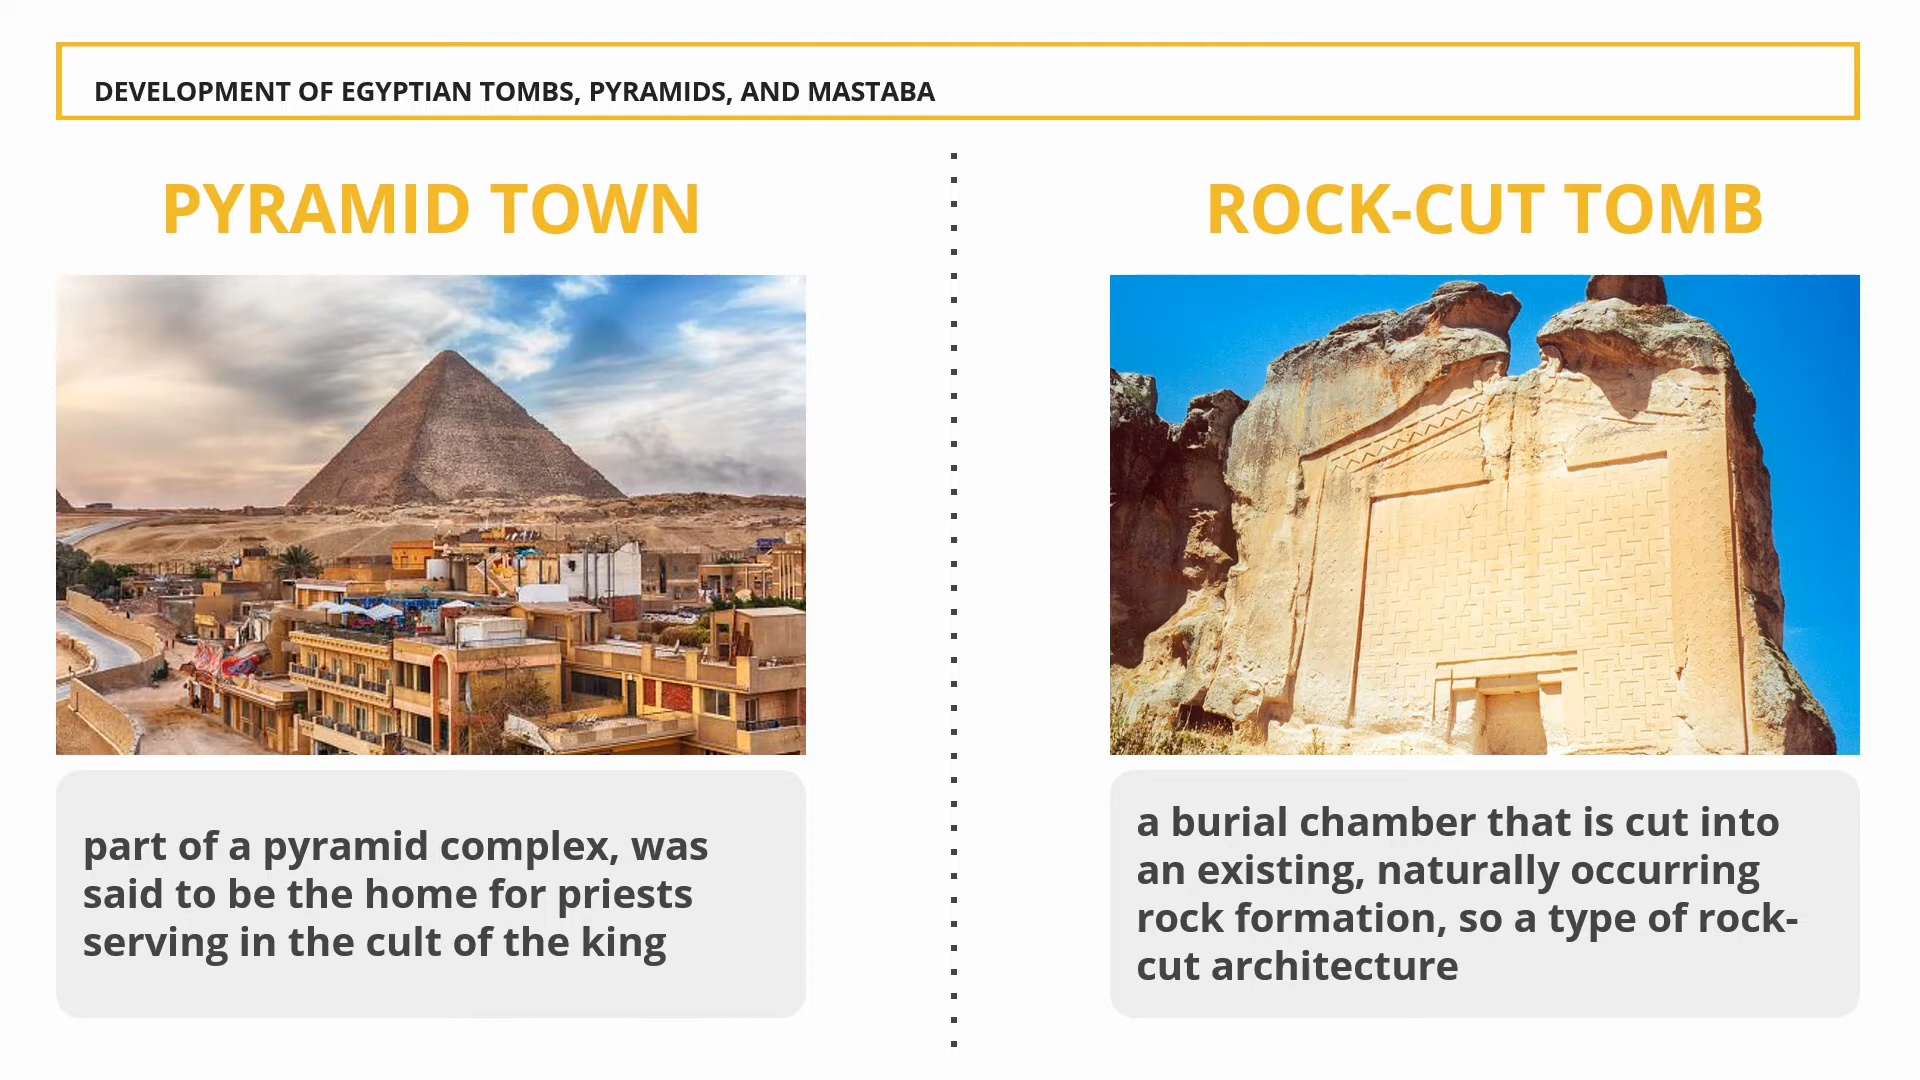 DEVELOPMENT OF EGYPTIAN TOMBS, PYRAMIDS, AND MASTABA
PYRAMID TOWN
part of a pyramid complex, was
said to be the home for priests
serving in the cult of the king
ROCK-CUT TOMB
a burial chamber that is cut into
an existing, naturally occurring
rock formation, so a type of rock-
cut architecture